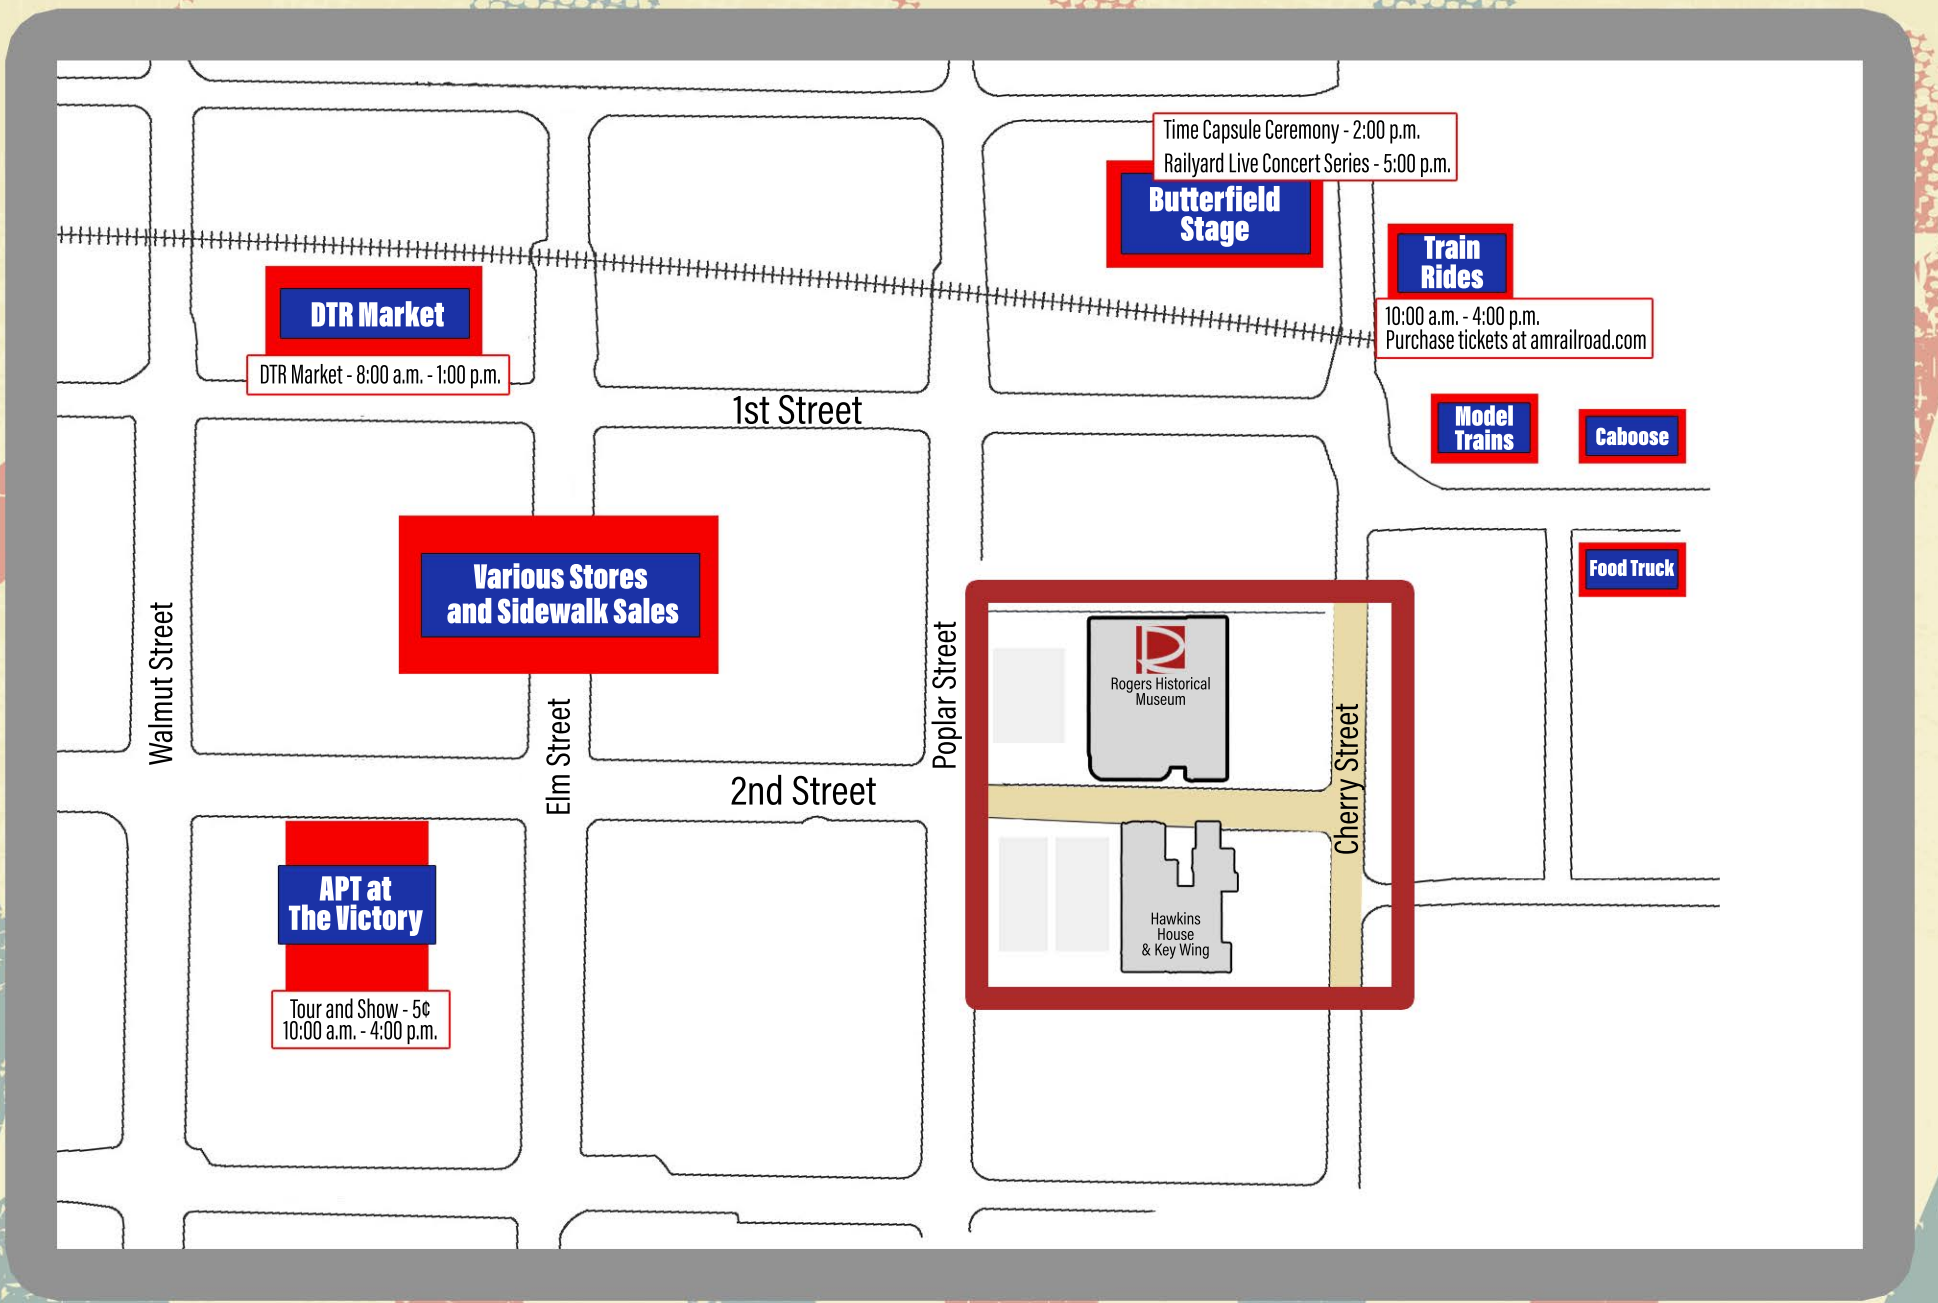 Time Capsule Ceremony - 2:00 p.m.
Railyard Live Concert Series - 5:00 p.m.
Butterfield
Stage
Train
Rides
10:00 a.m. - 4:00 p.m.
Purchase tickets at amrailroad.com
DTR Market
DTR Market - 8:00 a.m. - 1:00 p.m.
1st Street
Model
Trains
Caboose
Various Stores
and Sidewalk Sales
Food Truck
Walmut Street
Elm Street
Poplar Street
Cherry Street
Rogers Historical
Museum
2nd Street
APT at
The Victory
Tour and Show - 5¢
10:00 a.m. - 4:00 p.m.
Hawkins
House
& Key Wing